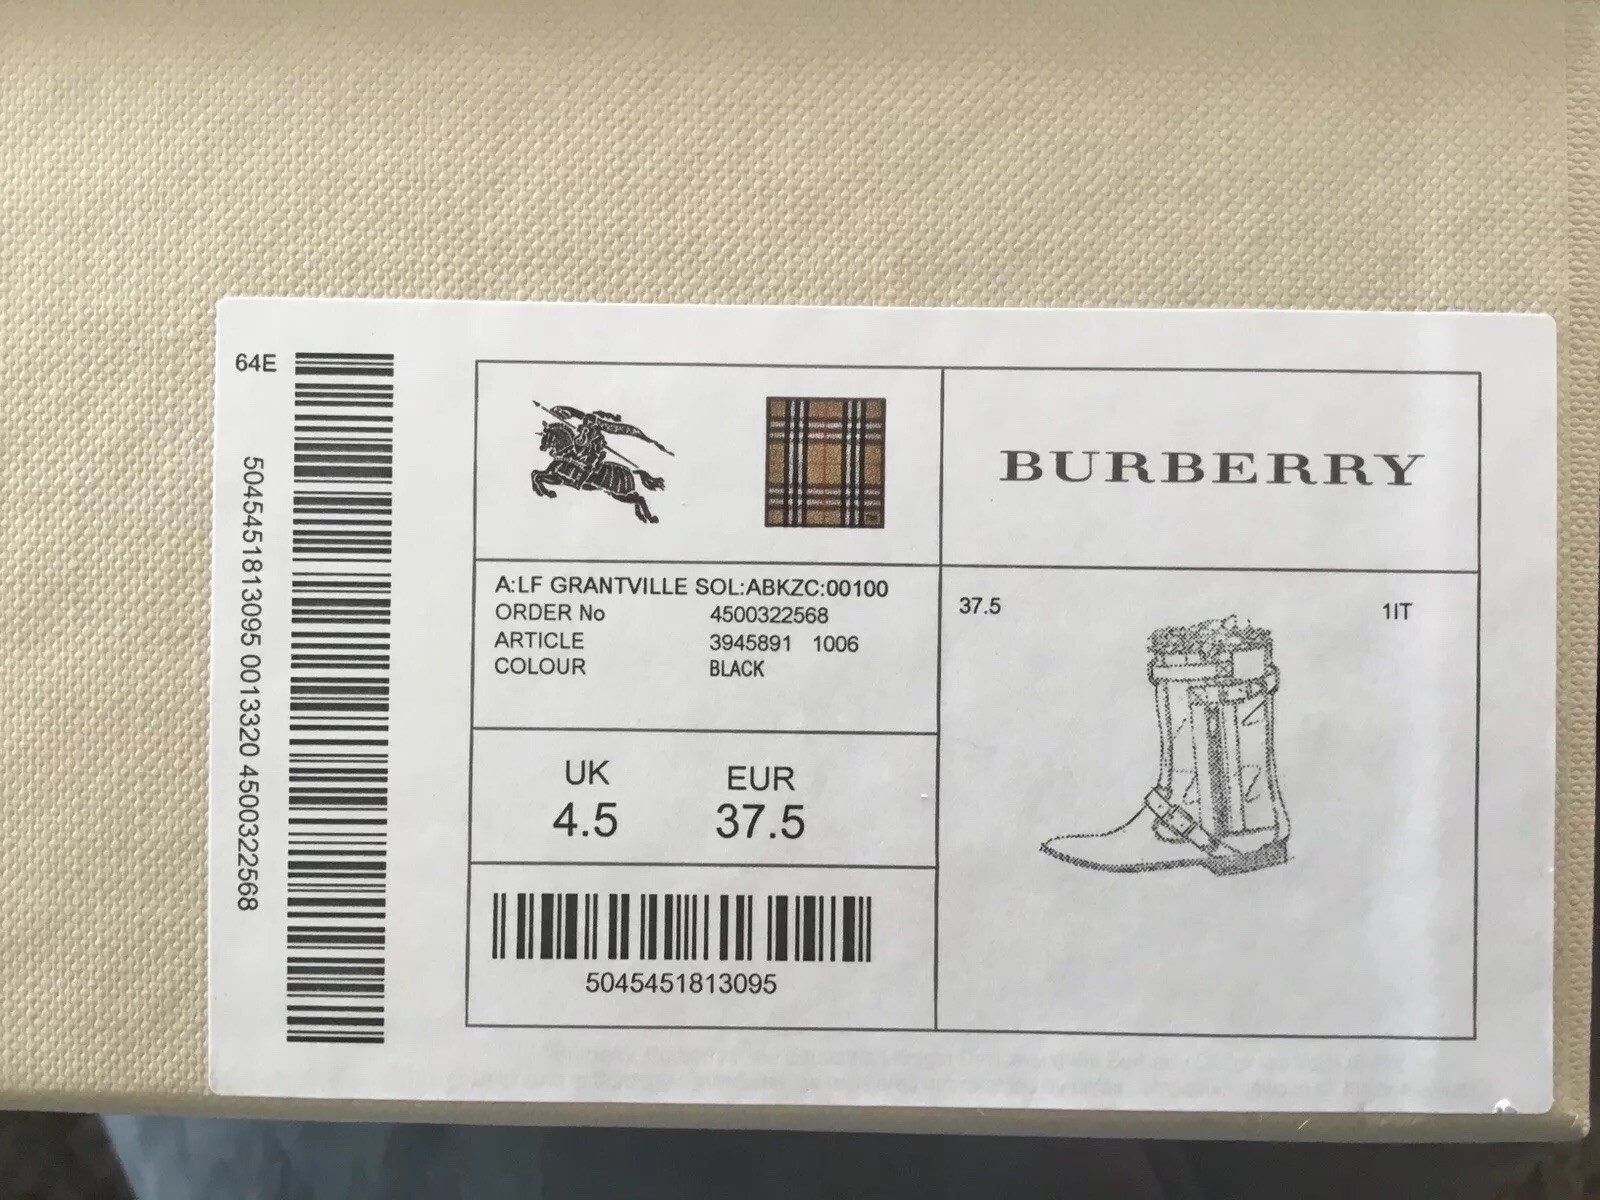 64E
5045451813095 0013320 4500322568
BURBERRY
A:LF GRANTVILLE SOL:ABKZC:00100
ORDER No 4500322568
ARTICLE 3945891 1006
COLOUR BLACK
UK EUR
4.5 37.5
5045451813095
37.5 1IT